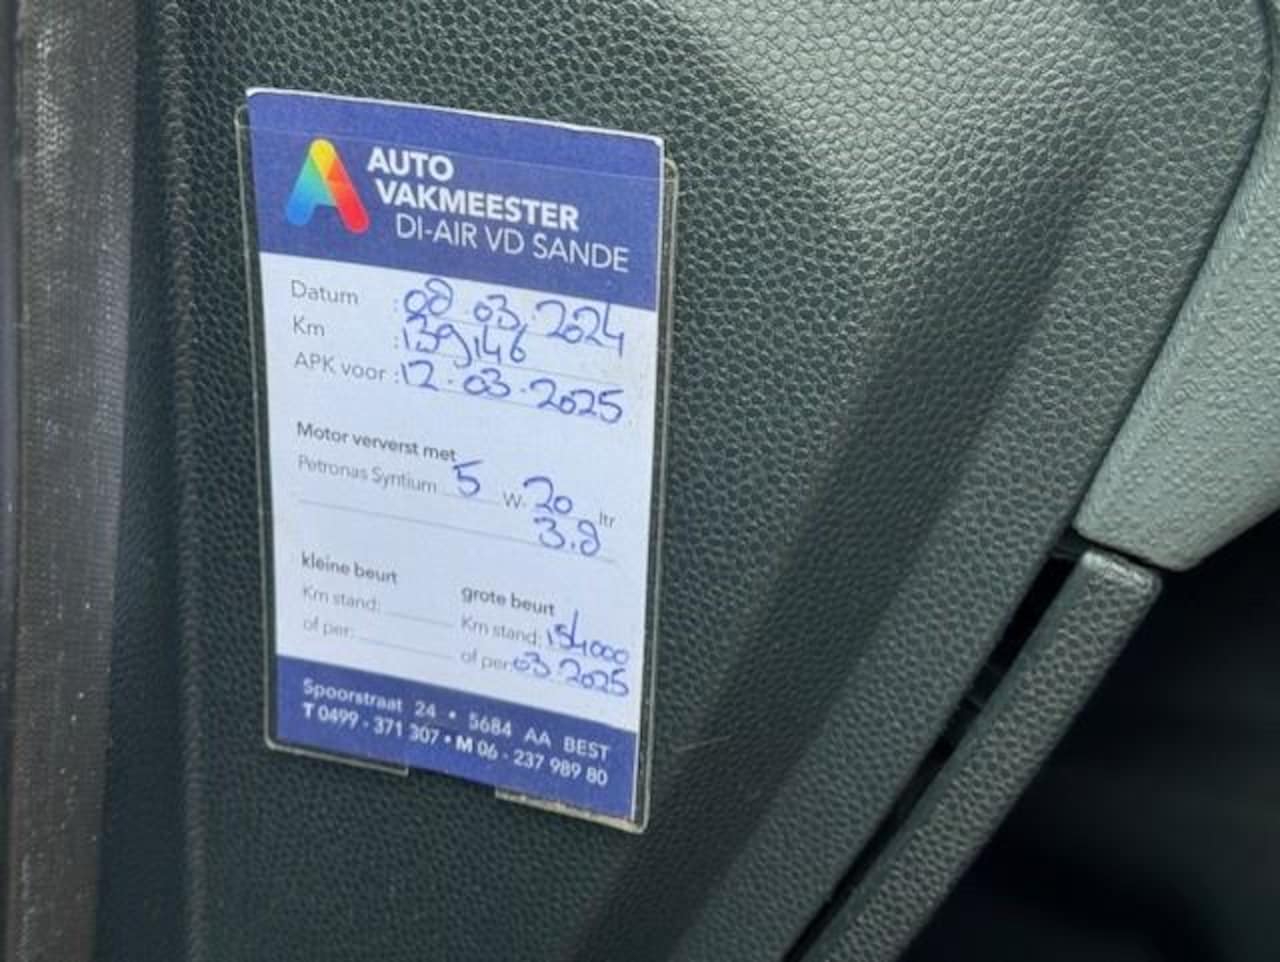 AUTO
VAKMEESTER
DI-AIR VD SANDE
Datum : 08.03.2024
Km : 139146
APK voor : 12.03.2025
Motor ververst met
Petronas Syntium 5 W- 20 ltr
3.8
kleine beurt grote beurt
Km stand: Km stand: 154000
of per: of per: 03.2025
Spoorstraat 24 • 5684 AA BEST
T 0499 - 371 307 • M 06 - 237 989 80